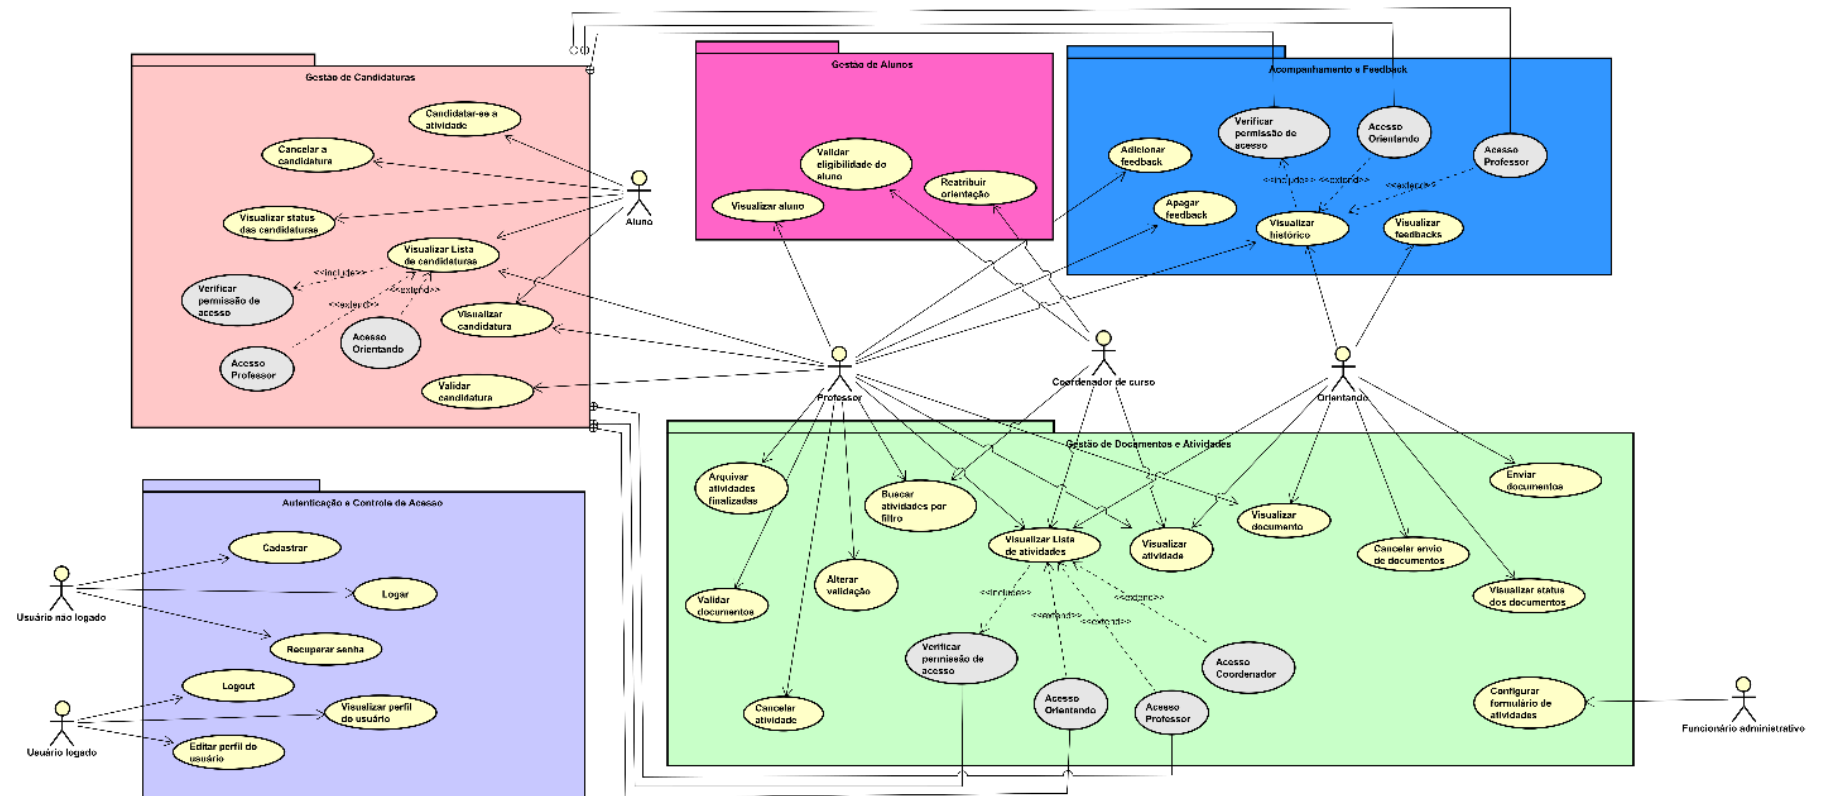 Gestão de Candidaturas
Candidatar-se a
atividade
Cancelar a
candidatura
Visualizar status
das candidaturas
Visualizar Lista
de candidaturas
<<include>>
Verificar
permissão de
acesso
<<extend>>
<<extend>>
Visualizar
candidatura
Acesso
Orientando
Acesso
Professor
Validar
candidatura
Aluno
Gestão de Alunos
Validar
eligibilidade do
aluno
Reatribuir
orientação
Visualizar aluno
Acompanhamento e Feedback
Verificar
permissão de
acesso
Acesso
Orientando
Acesso
Professor
Adicionar
feedback
<<include>>
<<extend>>
<<extend>>
Apagar
feedback
Visualizar
histórico
Visualizar
feedbacks
Professor
Coordenador de curso
Orientando
Gestão de Documentos e Atividades
Arquivar
atividades
finalizadas
Buscar
atividades por
filtro
Enviar
documentos
Visualizar
documento
Visualizar Lista
de atividades
Visualizar
atividade
Cancelar envio
de documentos
Validar
documentos
Alterar
validação
Visualizar status
dos documentos
<<include>>
<<extend>>
<<extend>>
<<extend>>
Verificar
permissão de
acesso
Acesso
Coordenador
Acesso
Orientando
Acesso
Professor
Cancelar
atividade
Configurar
formulário de
atividades
Funcionário administrativo
Autenticação e Controle de Acesso
Cadastrar
Logar
Recuperar senha
Usuário não logado
Logout
Visualizar perfil
do usuário
Editar perfil do
usuário
Usuário logado